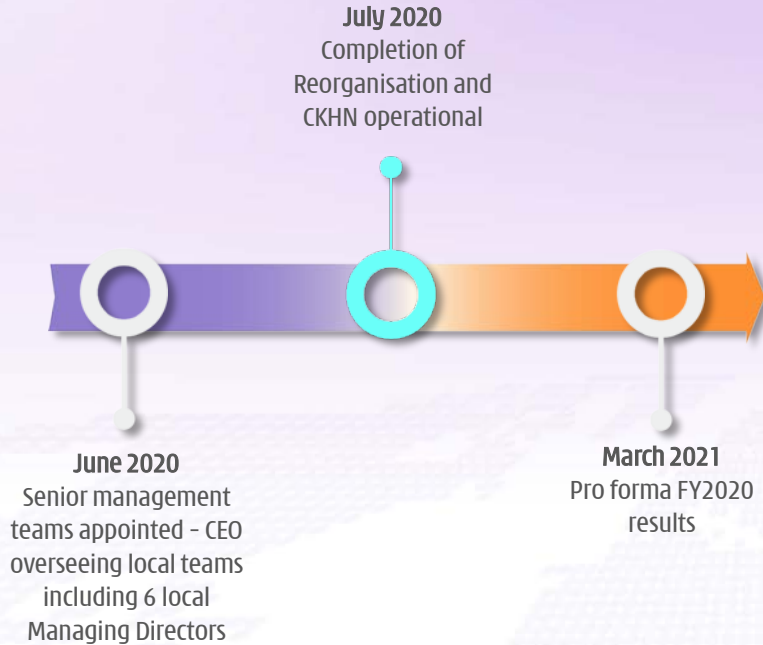 July 2020
Completion of
Reorganisation and
CKHN operational
June 2020
Senior management
teams appointed – CEO
overseeing local teams
including 6 local
Managing Directors
March 2021
Pro forma FY2020
results